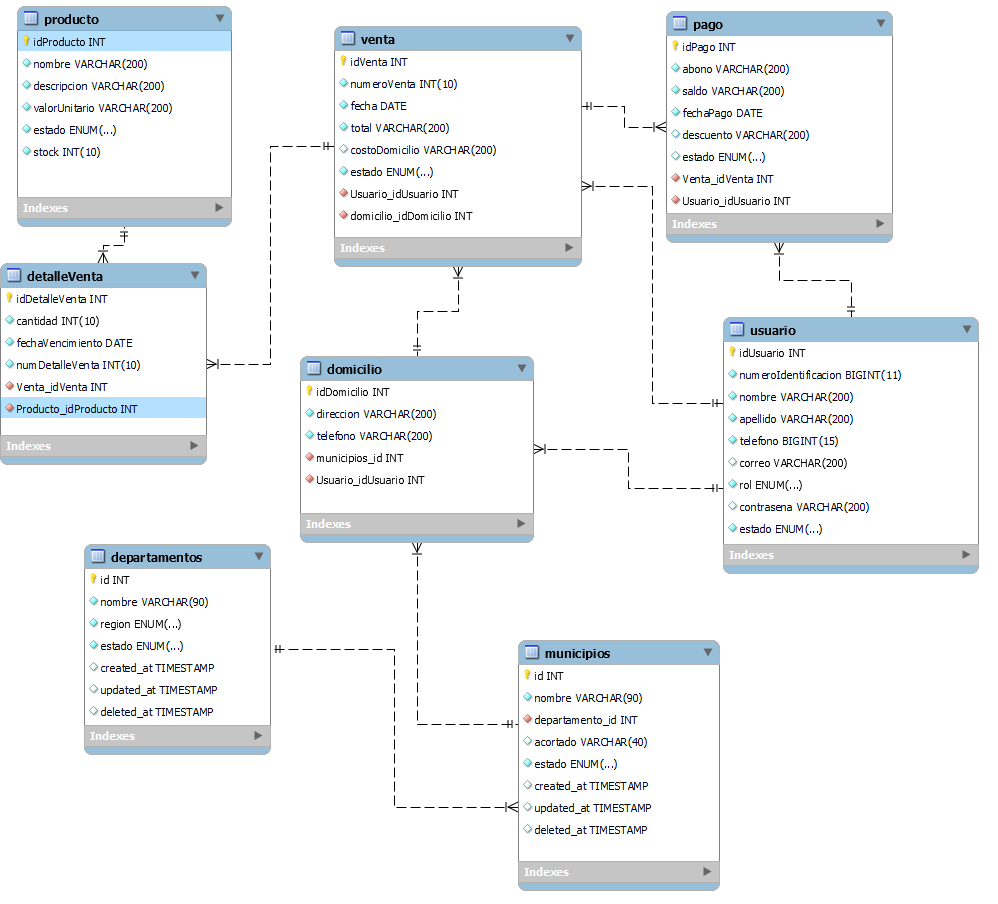 producto
idProducto INT
nombre VARCHAR(200)
descripcion VARCHAR(200)
valorUnitario VARCHAR(200)
estado ENUM(...)
stock INT(10)
Indexes
venta
idVenta INT
numeroVenta INT(10)
fecha DATE
total VARCHAR(200)
costoDomicilio VARCHAR(200)
estado ENUM(...)
Usuario_idUsuario INT
domicilio_idDomicilio INT
Indexes
pago
idPago INT
abono VARCHAR(200)
saldo VARCHAR(200)
fechaPago DATE
descuento VARCHAR(200)
estado ENUM(...)
Venta_idVenta INT
Usuario_idUsuario INT
Indexes
detalleVenta
idDetalleVenta INT
cantidad INT(10)
fechaVencimiento DATE
numDetalleVenta INT(10)
Venta_idVenta INT
Producto_idProducto INT
Indexes
domicilio
idDomicilio INT
direccion VARCHAR(200)
telefono VARCHAR(200)
municipios_id INT
Usuario_idUsuario INT
Indexes
usuario
idUsuario INT
numeroIdentificacion BIGINT(11)
nombre VARCHAR(200)
apellido VARCHAR(200)
telefono BIGINT(15)
correo VARCHAR(200)
rol ENUM(...)
contrasena VARCHAR(200)
estado ENUM(...)
Indexes
departamentos
id INT
nombre VARCHAR(90)
region ENUM(...)
estado ENUM(...)
created_at TIMESTAMP
updated_at TIMESTAMP
deleted_at TIMESTAMP
Indexes
municipios
id INT
nombre VARCHAR(90)
departamento_id INT
acortado VARCHAR(40)
estado ENUM(...)
created_at TIMESTAMP
updated_at TIMESTAMP
deleted_at TIMESTAMP
Indexes